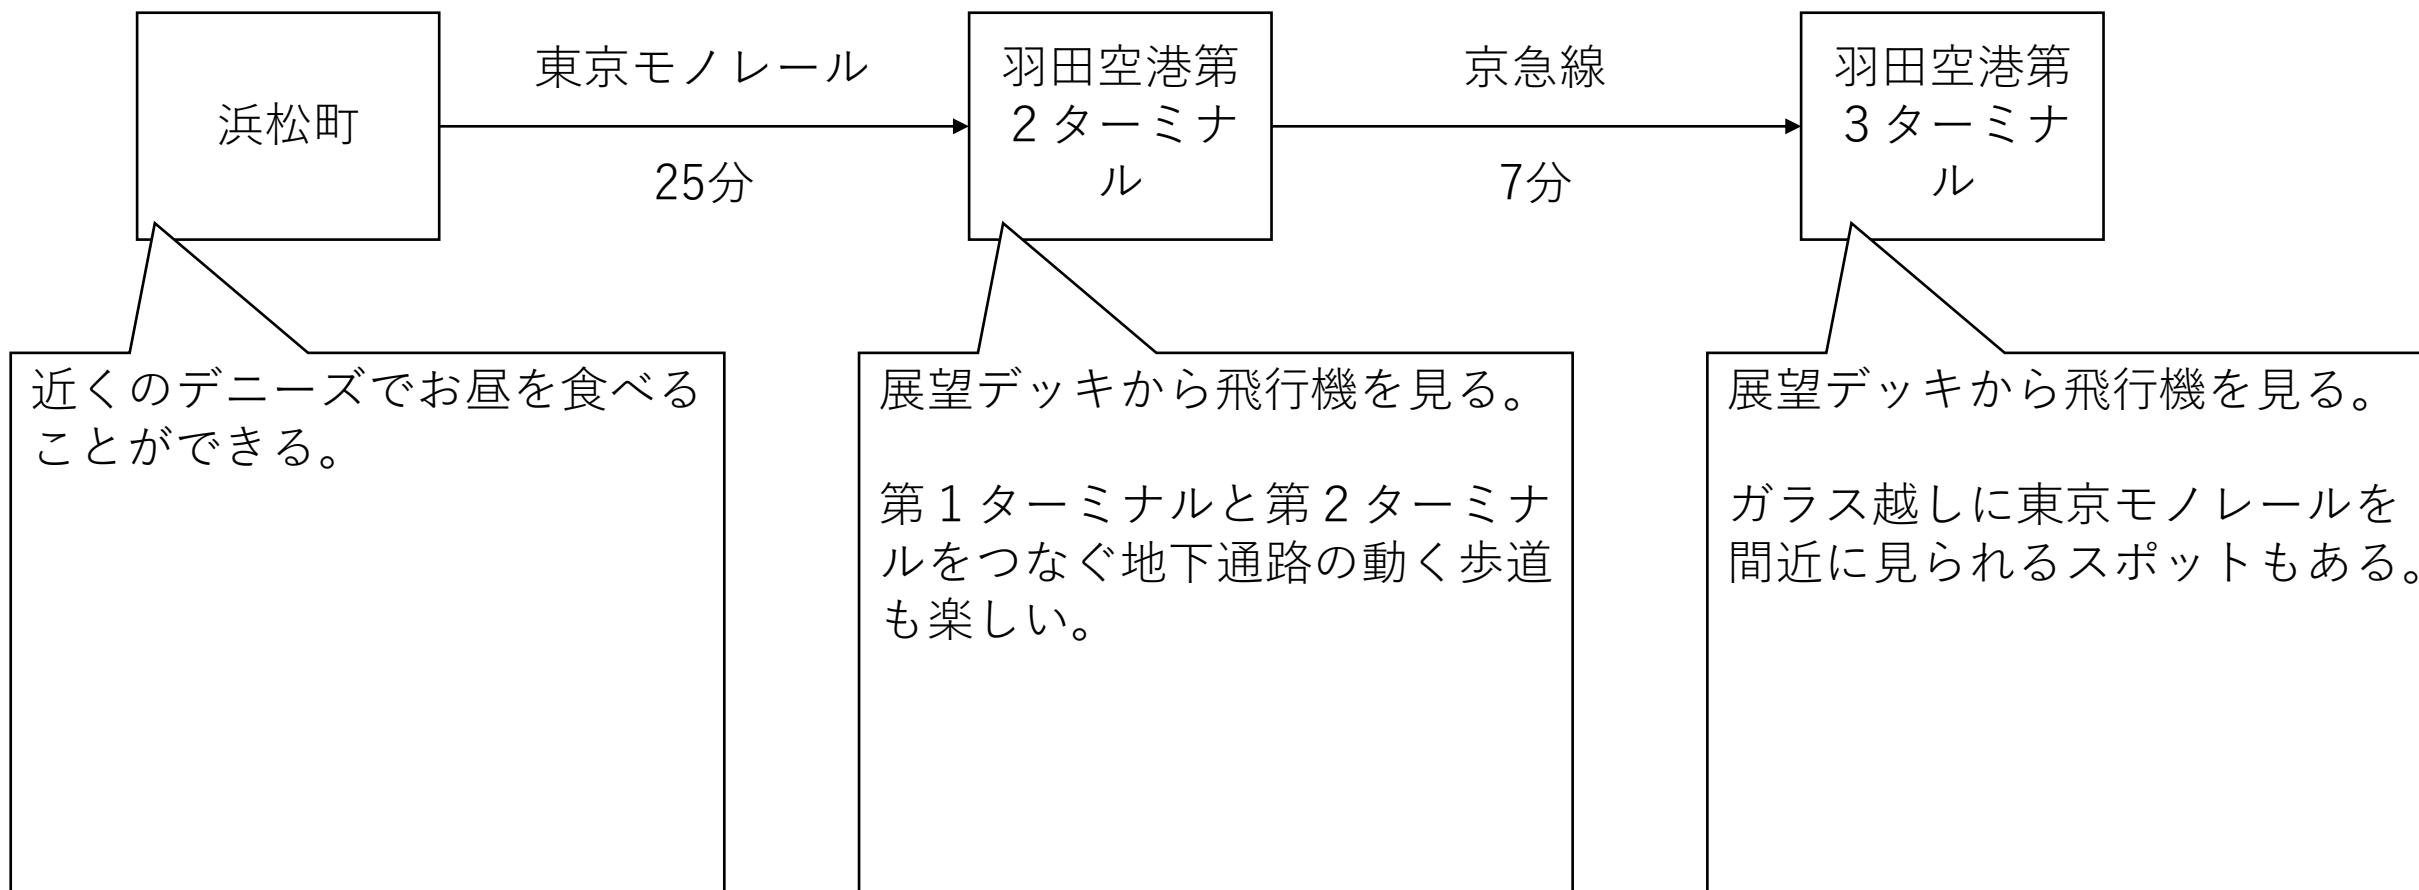 浜松町
東京モノレール
25分
羽田空港第
２ターミナ
ル
京急線
7分
羽田空港第
３ターミナ
ル
近くのデニーズでお昼を食べる
ことができる。
展望デッキから飛行機を見る。
第１ターミナルと第２ターミナ
ルをつなぐ地下通路の動く歩道
も楽しい。
展望デッキから飛行機を見る。
ガラス越しに東京モノレールを
間近に見られるスポットもある。